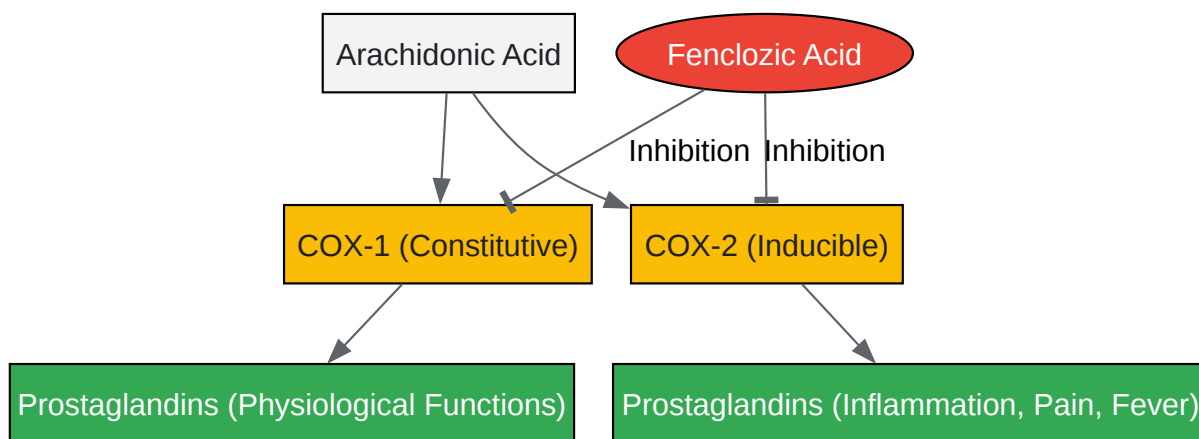 Arachidonic Acid
Fenclozic Acid
Inhibition
Inhibition
COX-1 (Constitutive)
COX-2 (Inducible)
Prostaglandins (Physiological Functions)
Prostaglandins (Inflammation, Pain, Fever)